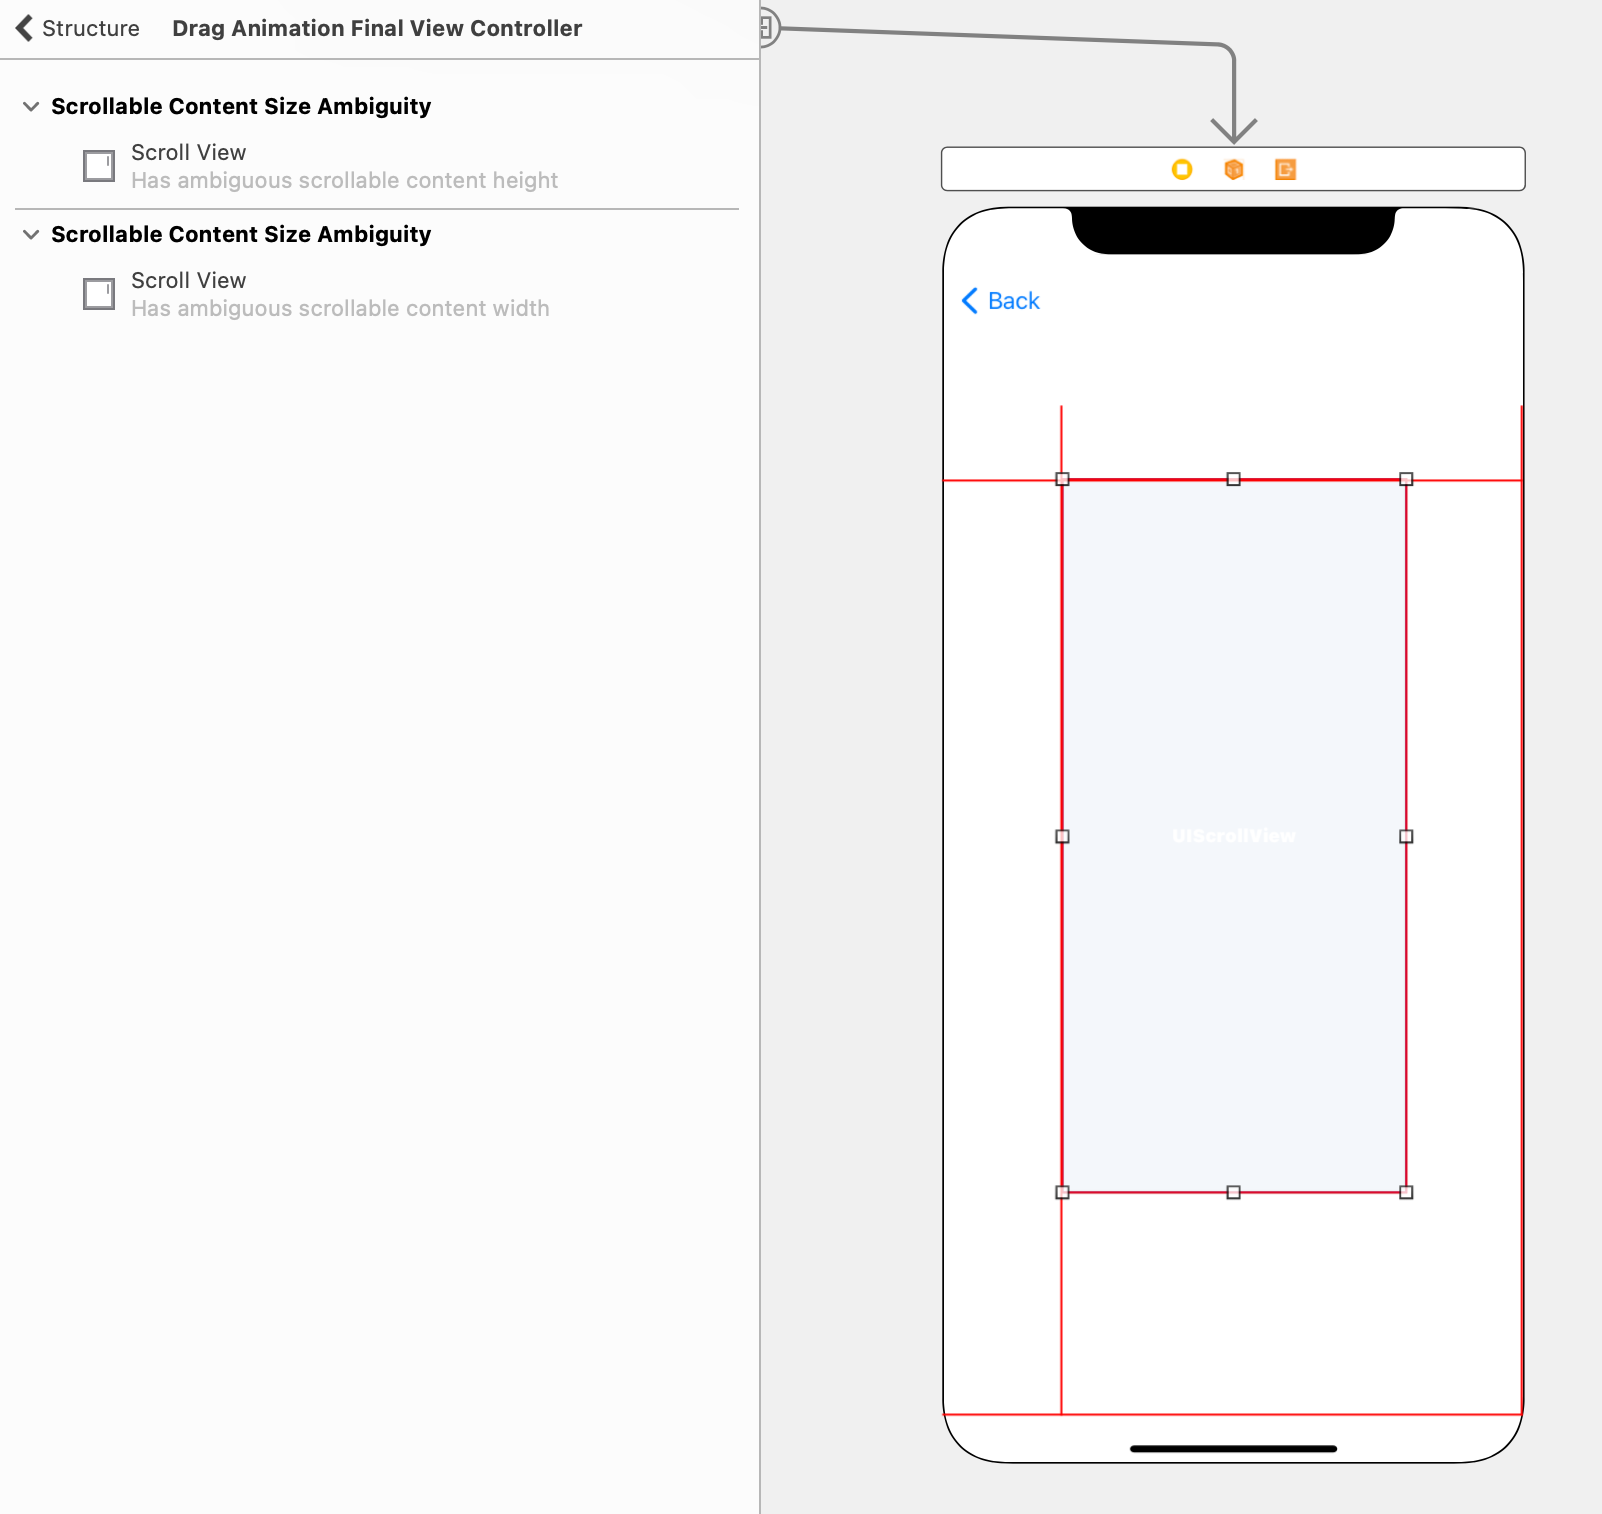 Structure Drag Animation Final View Controller
Scrollable Content Size Ambiguity
Scroll View
Has ambiguous scrollable content height
Scrollable Content Size Ambiguity
Scroll View
Has ambiguous scrollable content width
Back
UIScrollView